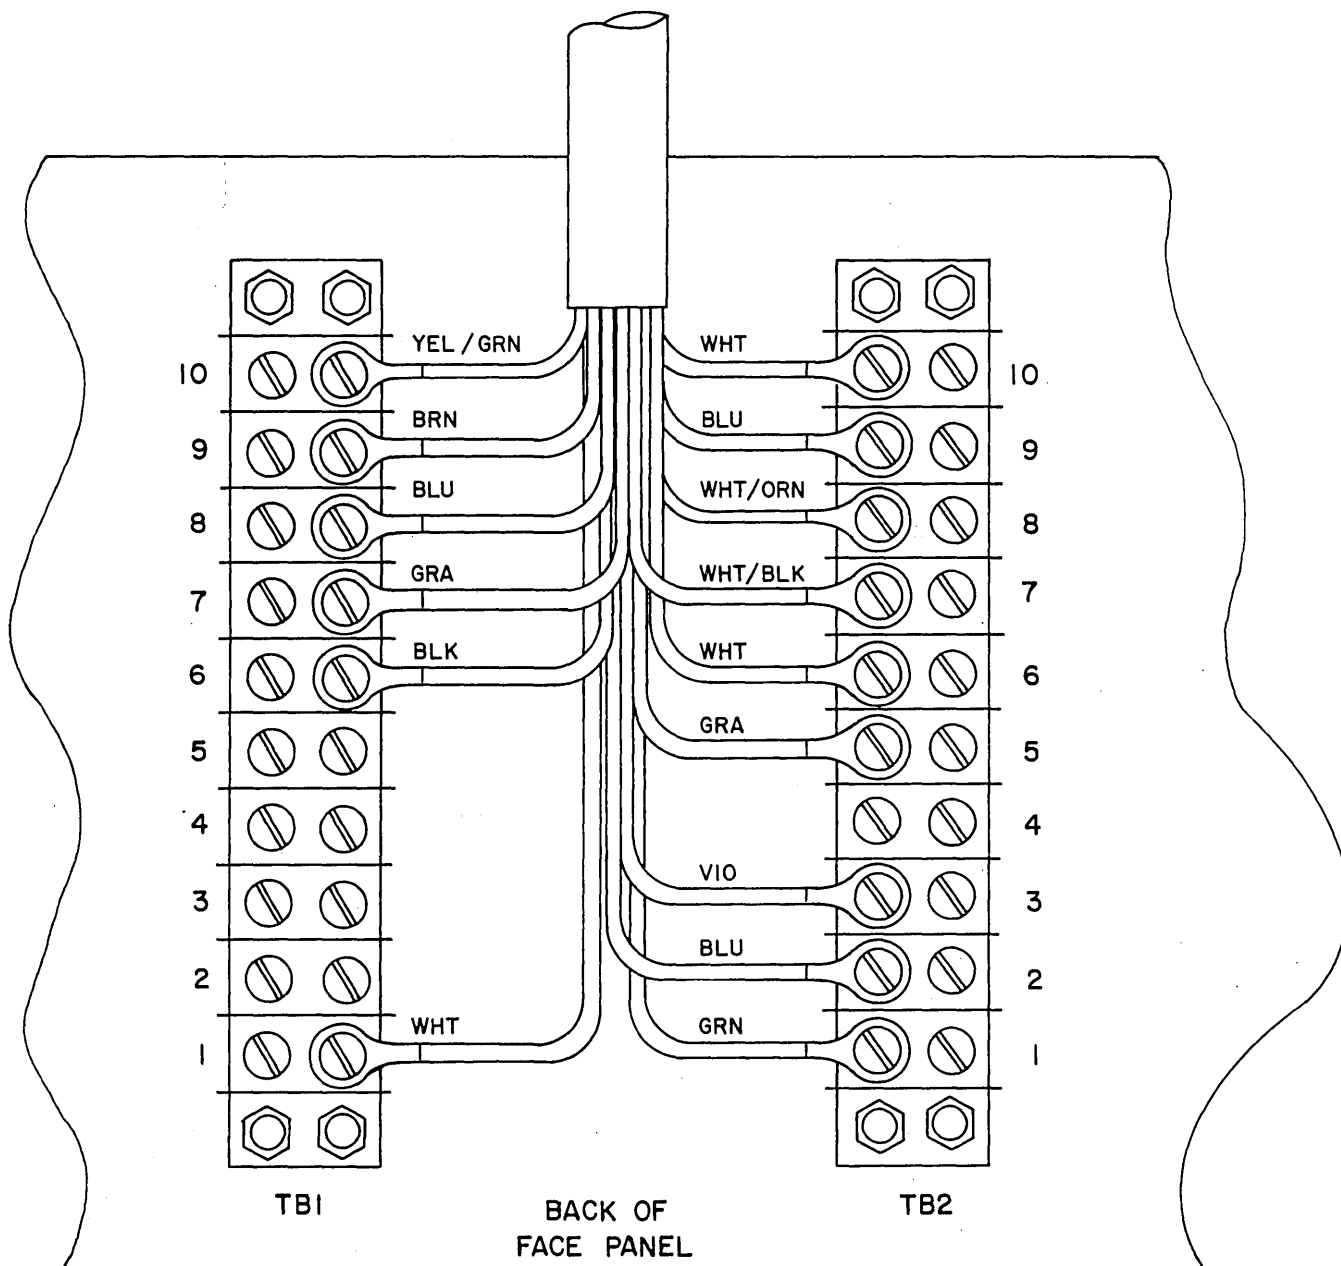 YEL/GRN WHT
10 10
BRN BLU
9 9
BLU WHT/ORN
8 8
GRA WHT/BLK
7 7
BLK WHT
6 6
GRA
5 5
4 4
VIO
3 3
BLU
2 2
WHT GRN
1 1
TB1 TB2
BACK OF
FACE PANEL